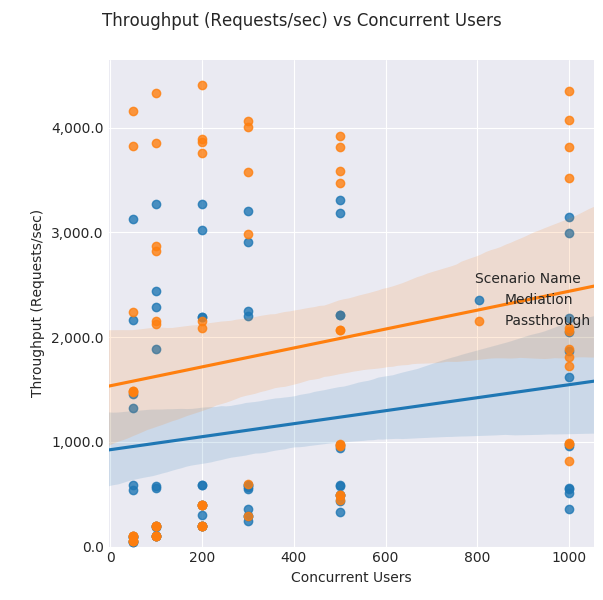 Throughput (Requests/sec) vs Concurrent Users
4,000.0
3,000.0
2,000.0
1,000.0
0.0
Throughput (Requests/sec)
Scenario Name
Mediation
Passthrough
0 200 400 600 800 1000
Concurrent Users